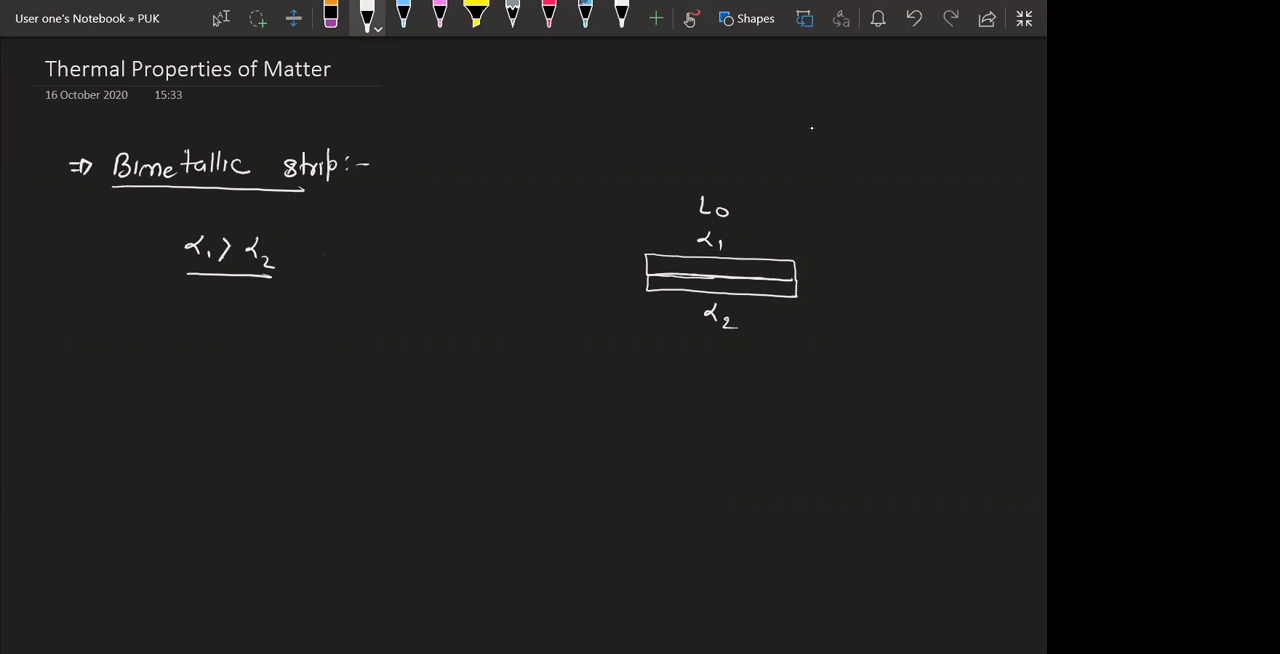 User one's Notebook » PUK
Shapes
Thermal Properties of Matter
16 October 2020 15:33
⇒ Bimetallic strip:-
α₁ > α₂
L₀
α₁
α₂